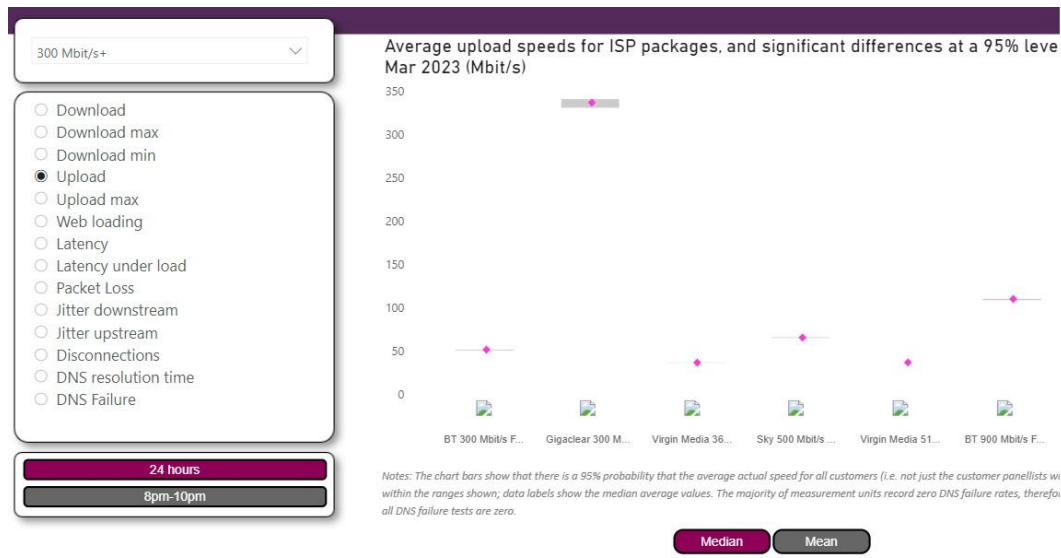 300 Mbit/s+
Download
Download max
Download min
Upload
Upload max
Web loading
Latency
Latency under load
Packet Loss
Jitter downstream
Jitter upstream
Disconnections
DNS resolution time
DNS Failure
24 hours
8pm-10pm
Average upload speeds for ISP packages, and significant differences at a 95% leve
Mar 2023 (Mbit/s)
350
300
250
200
150
100
50
0
BT 300 Mbit/s F...
Gigaclear 300 M...
Virgin Media 36...
Sky 500 Mbit/s ...
Virgin Media 51...
BT 900 Mbit/s F...
Notes: The chart bars show that there is a 95% probability that the average actual speed for all customers (i.e. not just the customer panellists wi
within the ranges shown; data labels show the median average values. The majority of measurement units record zero DNS failure rates, therefor
all DNS failure tests are zero.
Median
Mean